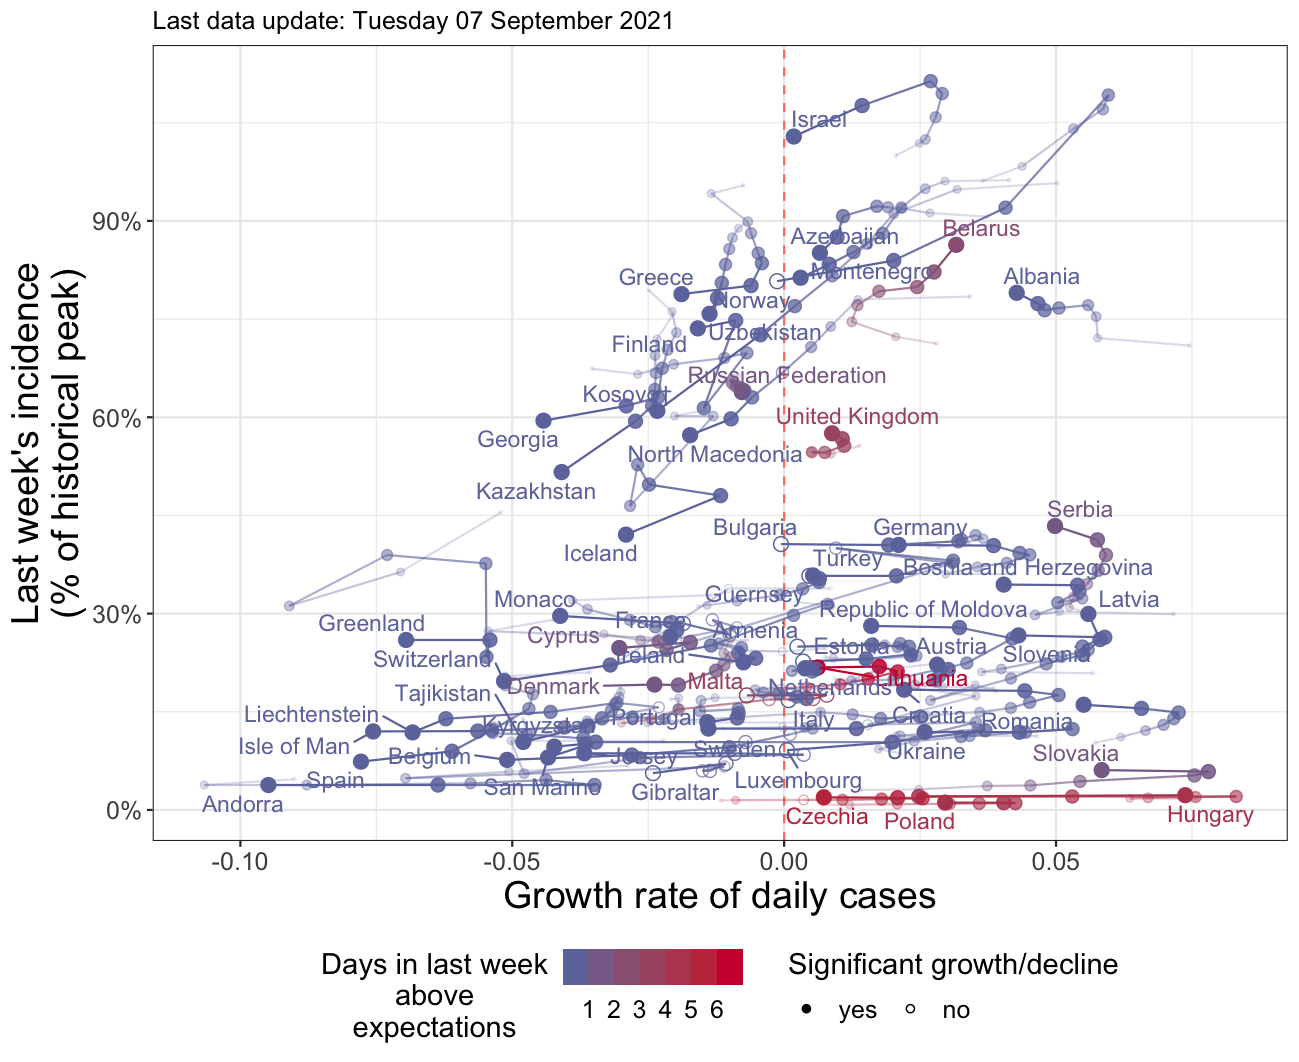 Last data update: Tuesday 07 September 2021
Last week's incidence
(% of historical peak)
90%
60%
30%
0%
Israel
Azerbaijan
Belarus
Greece
Montenegro
Albania
Norway
Finland
Uzbekistan
Russian Federation
Kosovo†
United Kingdom
Georgia
North Macedonia
Kazakhstan
Iceland
Bulgaria
Germany
Serbia
Turkey
Bosnia and Herzegovina
Monaco
Guernsey
Republic of Moldova
Latvia
Greenland
France
Cyprus
Armenia
Switzerland
Ireland
Estonia
Austria
Slovenia
Tajikistan
Denmark
Malta
Netherlands
Lithuania
Liechtenstein
Portugal
Italy
Croatia
Romania
Kyrgyzstan
Isle of Man
Belgium
Jersey
Sweden
Ukraine
Slovakia
Spain
San Marino
Gibraltar
Luxembourg
Andorra
Czechia
Poland
Hungary
-0.10
-0.05
0.00
0.05
Growth rate of daily cases
Days in last week
above
expectations
1 2 3 4 5 6
Significant growth/decline
yes
no